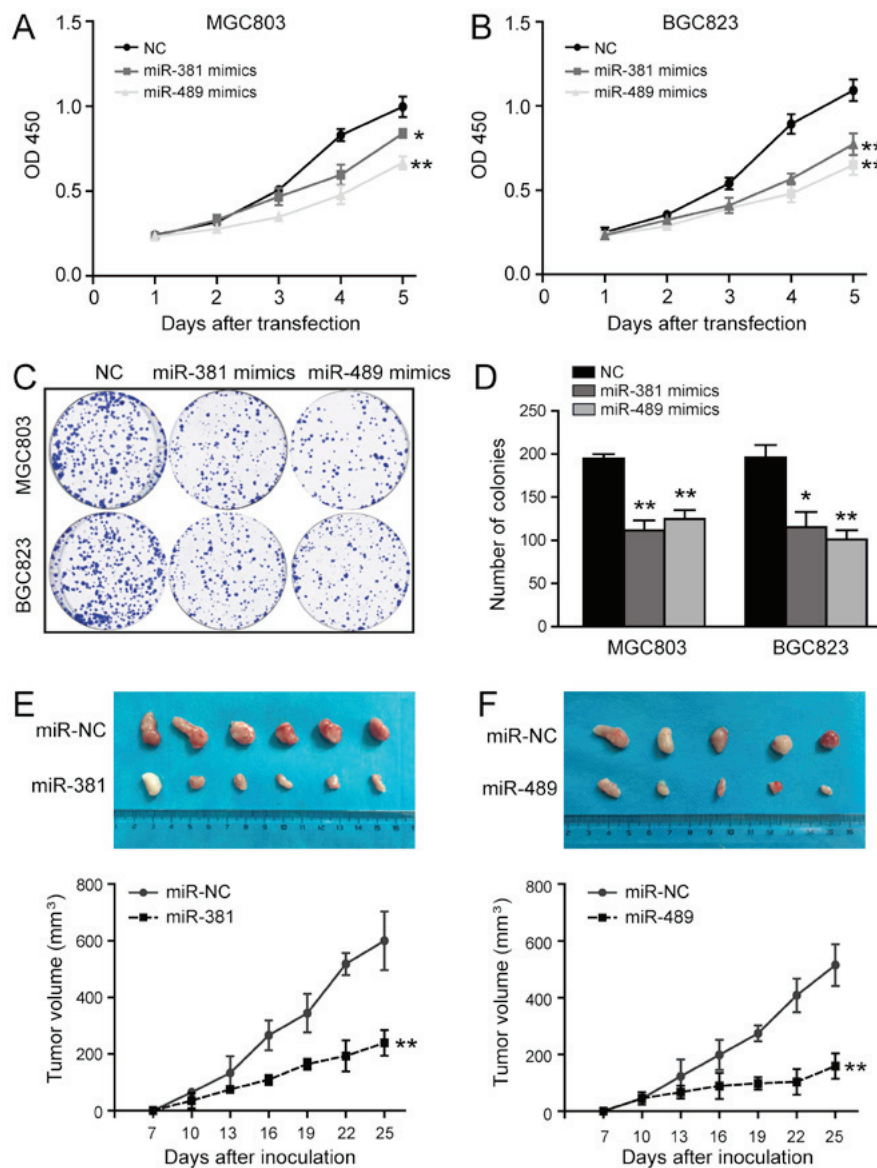 A
MGC803
NC
miR-381 mimics
miR-489 mimics
1.5
1.0
0.5
0.0
OD 450
*
**
0 1 2 3 4 5
Days after transfection
B
BGC823
NC
miR-381 mimics
miR-489 mimics
1.5
1.0
0.5
0.0
OD 450
**
**
0 1 2 3 4 5
Days after transfection
C
NC miR-381 mimics miR-489 mimics
MGC803
BGC823
D
NC
miR-381 mimics
miR-489 mimics
250
200
150
100
50
0
Number of colonies
** **
* **
MGC803 BGC823
E
miR-NC
miR-381
800
600
400
200
0
Tumor volume (mm³)
miR-NC
miR-381
**
7 10 13 16 19 22 25
Days after inoculation
F
miR-NC
miR-489
800
600
400
200
0
Tumor volume (mm³)
miR-NC
miR-489
**
7 10 13 16 19 22 25
Days after inoculation